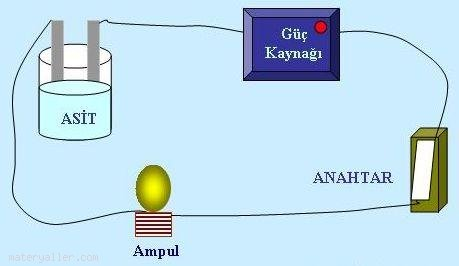 Güç
Kaynağı
ASİT
ANAHTAR
Ampul
materyaller.com